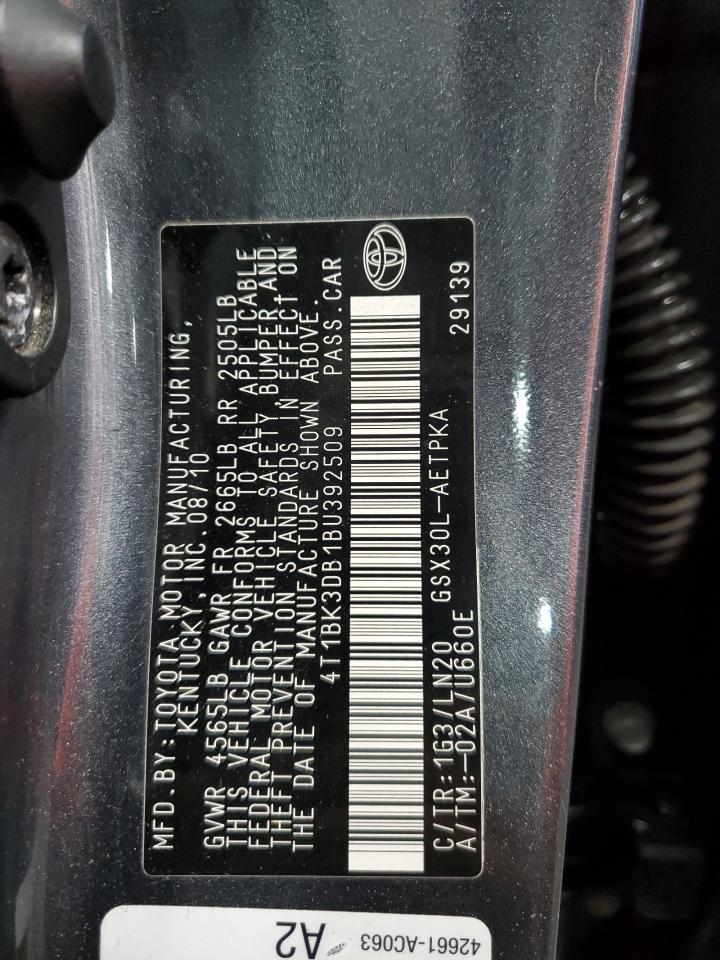 MFD.BY:TOYOTA MOTOR MANUFACTURING,
KENTUCKY,INC.08/10
GVWR 4565LB GAWR FR 2665LB RR 2505LB
THIS VEHICLE CONFORMS TO ALL APPLICABLE
FEDERAL MOTOR VEHICLE SAFETY,BUMPER,AND
THEFT PREVENTION STANDARDS IN EFFECT ON
THE DATE OF MANUFACTURE SHOWN ABOVE.
4T1BK3DB1BU392509 PASS.CAR
C/TR:1G3/LN20 GSX30L-AETPKA 29139
A/TM:-02A/U660E
A2
42661-AC063